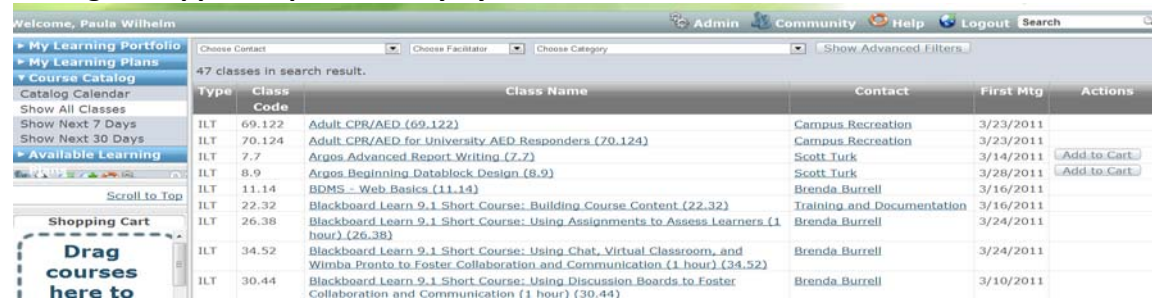 Welcome, Paula Wilhelm
Admin Community Help Logout Search
▸ My Learning Portfolio
▸ My Learning Plans
▾ Course Catalog
Catalog Calendar
Show All Classes
Show Next 7 Days
Show Next 30 Days
▸ Available Learning
Scroll to Top
Shopping Cart
Drag
courses
here to
Choose Contact Choose Facilitator Choose Category Show Advanced Filters
47 classes in search result.
Type Class Code Class Name Contact First Mtg Actions
ILT 69.122 Adult CPR/AED (69.122) Campus Recreation 3/23/2011
ILT 70.124 Adult CPR/AED for University AED Responders (70.124) Campus Recreation 3/23/2011
ILT 7.7 Argos Advanced Report Writing (7.7) Scott Turk 3/14/2011 Add to Cart
ILT 8.9 Argos Beginning Datablock Design (8.9) Scott Turk 3/28/2011 Add to Cart
ILT 11.14 BDMS - Web Basics (11.14) Brenda Burrell 3/16/2011
ILT 22.32 Blackboard Learn 9.1 Short Course: Building Course Content (22.32) Training and Documentation 3/16/2011
ILT 26.38 Blackboard Learn 9.1 Short Course: Using Assignments to Assess Learners (1 Brenda Burrell 3/24/2011
hour) (26.38)
ILT 34.52 Blackboard Learn 9.1 Short Course: Using Chat, Virtual Classroom, and Brenda Burrell 3/24/2011
Wimba Pronto to Foster Collaboration and Communication (1 hour) (34.52)
ILT 30.44 Blackboard Learn 9.1 Short Course: Using Discussion Boards to Foster Brenda Burrell 3/10/2011
Collaboration and Communication (1 hour) (30.44)